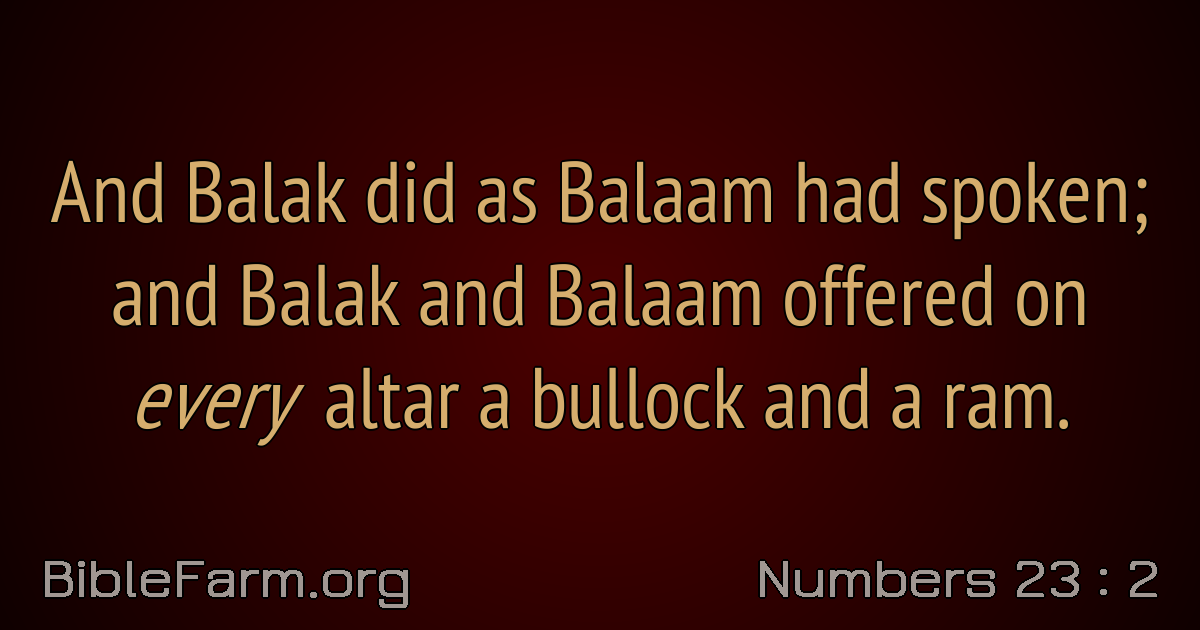 And Balak did as Balaam had spoken;
and Balak and Balaam offered on
every altar a bullock and a ram.
BibleFarm.org
Numbers 23 : 2